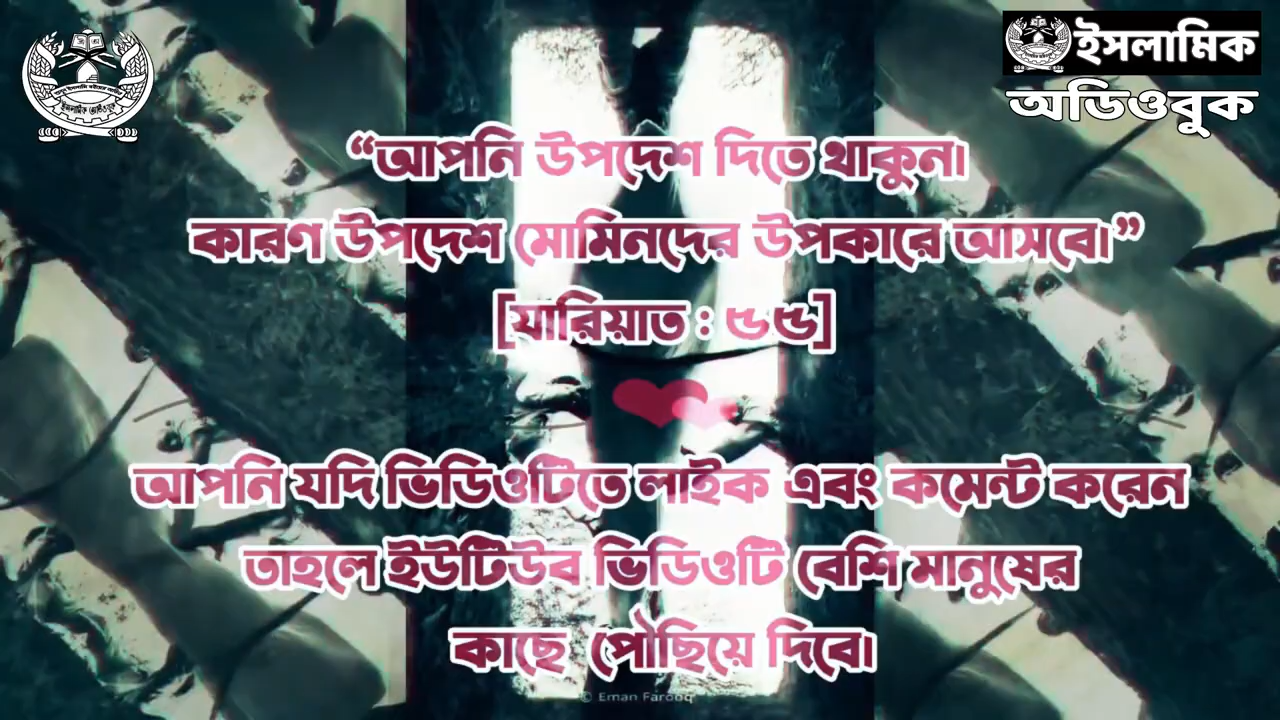 ইসলামিক
অডিওবুক
“আপনি উপদেশ দিতে থাকুন।
কারণ উপদেশ মোমিনদের উপকারে আসবে।”
[যারিয়াত : ৫৫]
আপনি যদি ভিডিওটিতে লাইক এবং কমেন্ট করেন
তাহলে ইউটিউব ভিডিওটি বেশি মানুষের
কাছে পৌছিয়ে দিবে।
© Eman Farooq